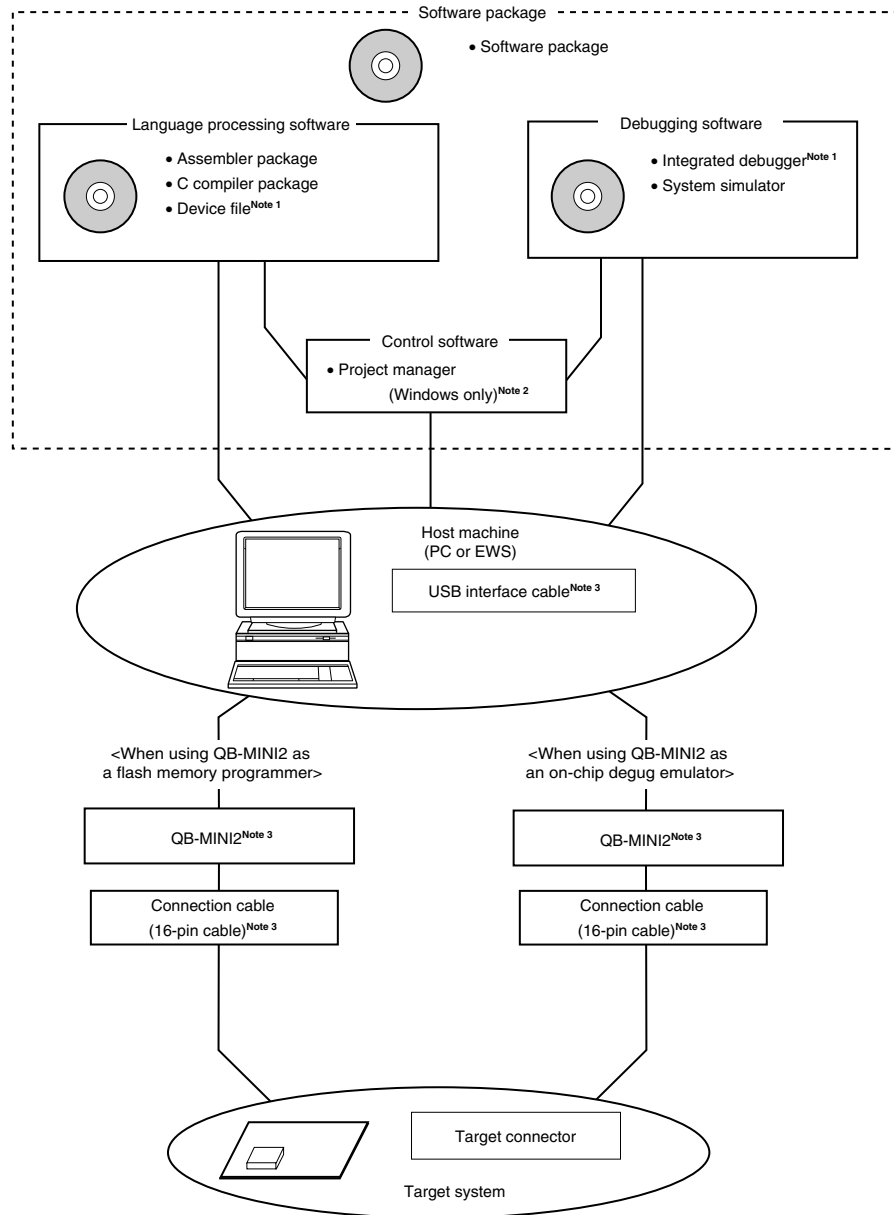 Software package
• Software package
Language processing software
• Assembler package
• C compiler package
• Device fileNote 1
Debugging software
• Integrated debuggerNote 1
• System simulator
Control software
• Project manager
(Windows only)Note 2
Host machine
(PC or EWS)
USB interface cableNote 3
<When using QB-MINI2 as
a flash memory programmer>
QB-MINI2Note 3
Connection cable
(16-pin cable)Note 3
<When using QB-MINI2 as
an on-chip degug emulator>
QB-MINI2Note 3
Connection cable
(16-pin cable)Note 3
Target connector
Target system